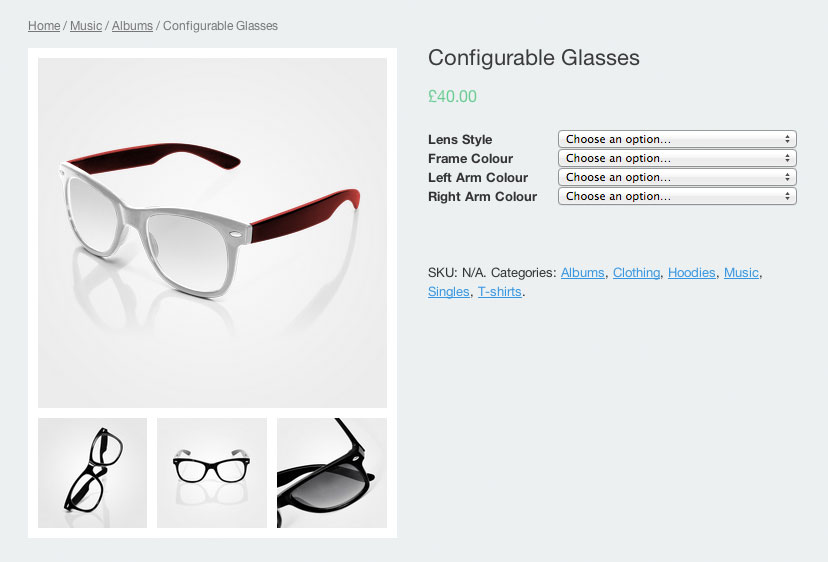 Home / Music / Albums / Configurable Glasses
Configurable Glasses
£40.00
Lens Style Choose an option...
Frame Colour Choose an option...
Left Arm Colour Choose an option...
Right Arm Colour Choose an option...
SKU: N/A. Categories: Albums, Clothing, Hoodies, Music,
Singles, T-shirts.